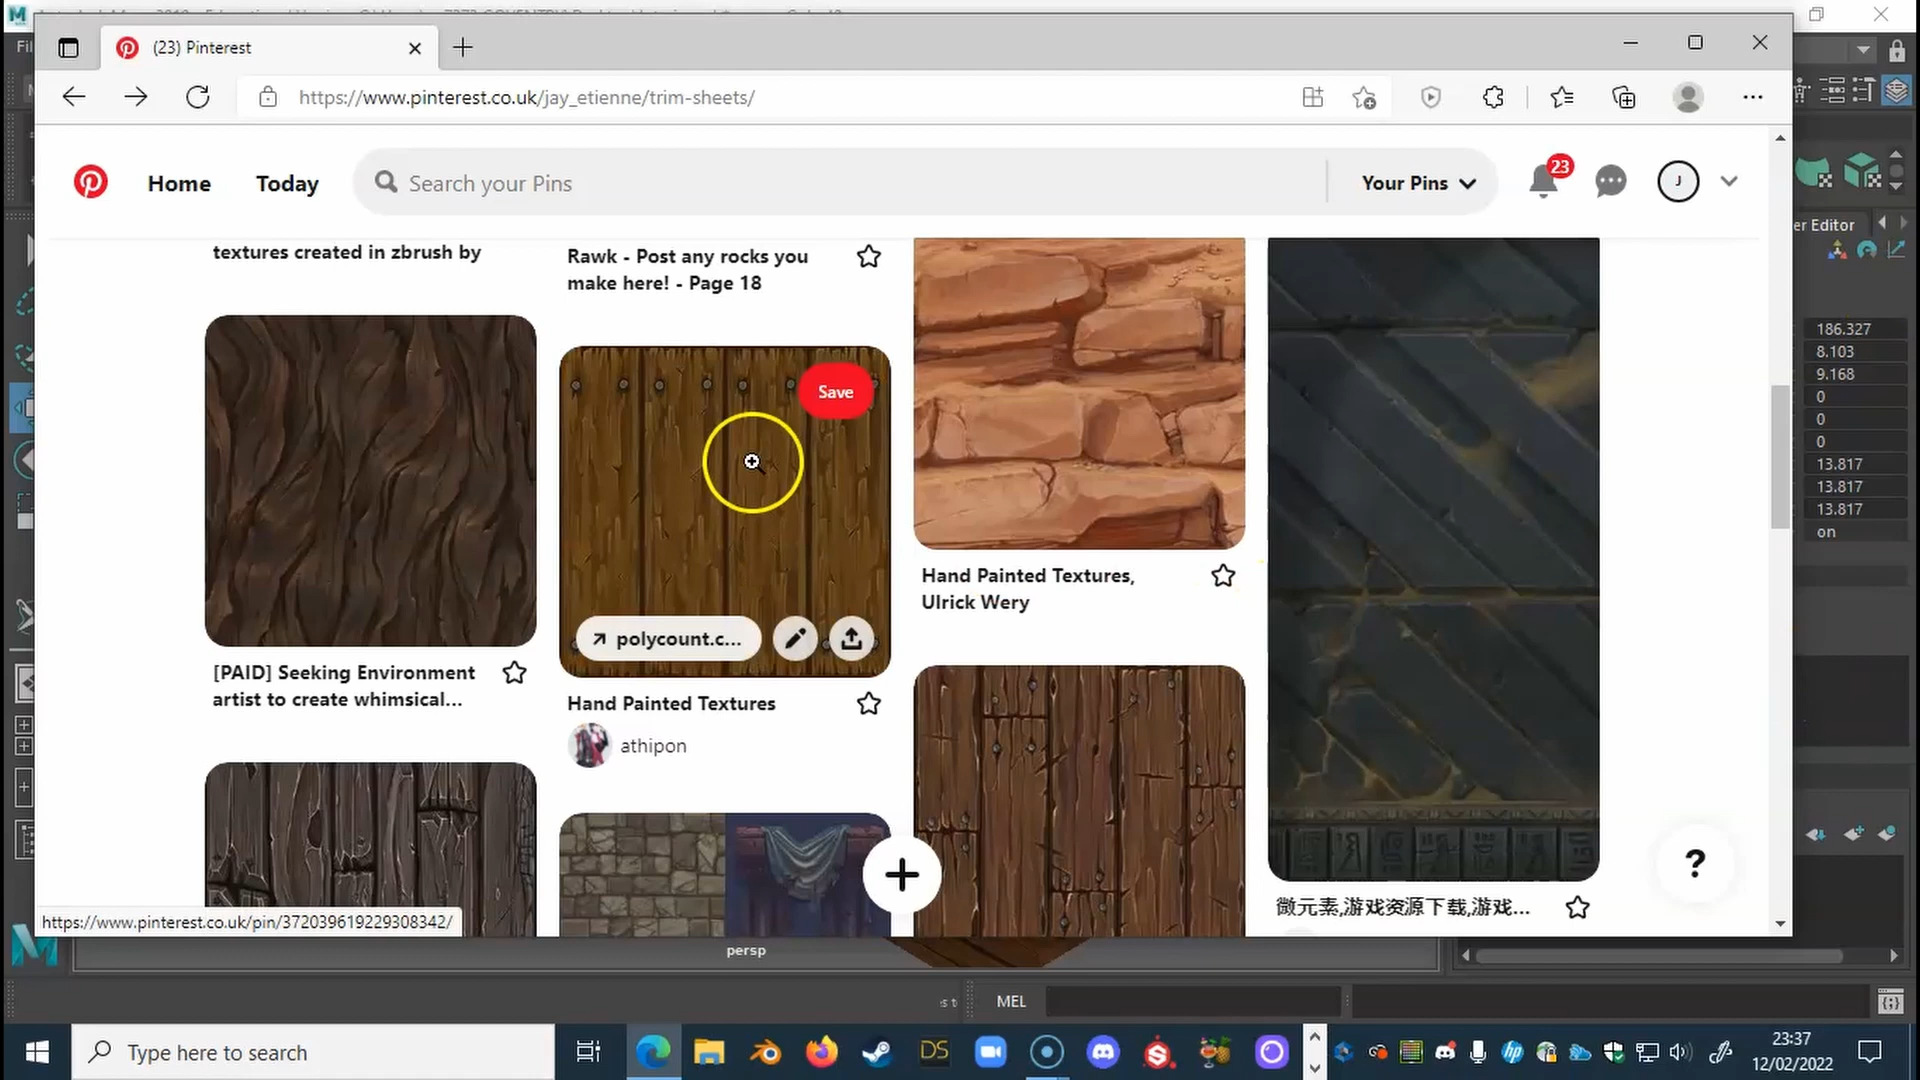 (23) Pinterest
https://www.pinterest.co.uk/jay_etienne/trim-sheets/
Home
Today
Search your Pins
Your Pins
23
J
er Editor
textures created in zbrush by
Rawk - Post any rocks you
make here! - Page 18
Save
polycount.c...
Hand Painted Textures,
Ulrick Wery
[PAID] Seeking Environment
artist to create whimsical...
Hand Painted Textures
athipon
微元素,游戏资源下载,游戏...
?
https://www.pinterest.co.uk/pin/372039619229308342/
186.327
8.103
9.168
0
0
0
13.817
13.817
13.817
on
persp
MEL
Type here to search
DS
23:37
12/02/2022